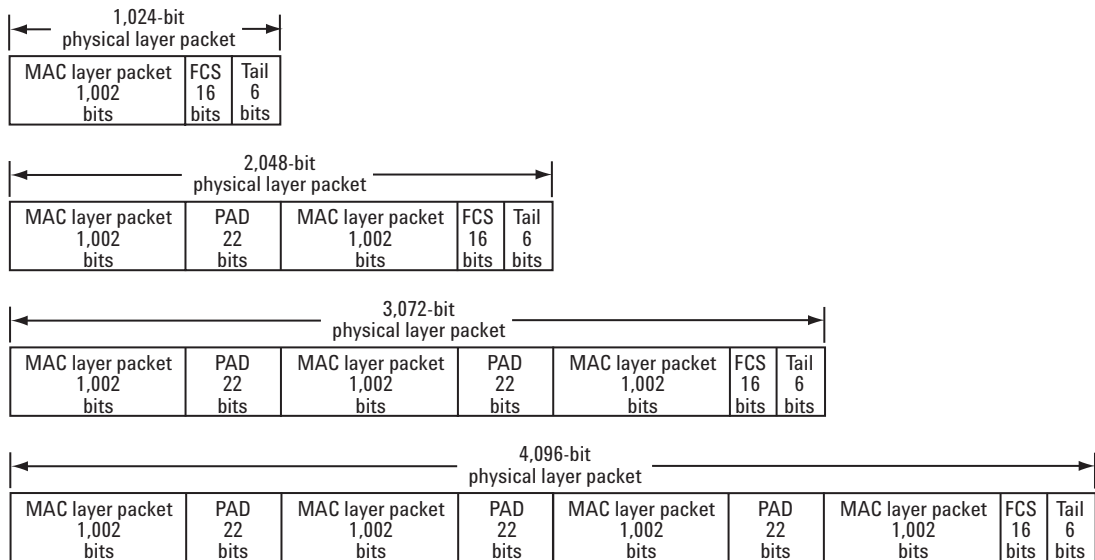 1,024-bit
physical layer packet
MAC layer packet FCS Tail
1,002 16 6
bits bits bits
2,048-bit
physical layer packet
MAC layer packet PAD MAC layer packet FCS Tail
1,002 22 1,002 16 6
bits bits bits bits bits
3,072-bit
physical layer packet
MAC layer packet PAD MAC layer packet PAD MAC layer packet FCS Tail
1,002 22 1,002 22 1,002 16 6
bits bits bits bits bits bits bits
4,096-bit
physical layer packet
MAC layer packet PAD MAC layer packet PAD MAC layer packet PAD MAC layer packet FCS Tail
1,002 22 1,002 22 1,002 22 1,002 16 6
bits bits bits bits bits bits bits bits bits